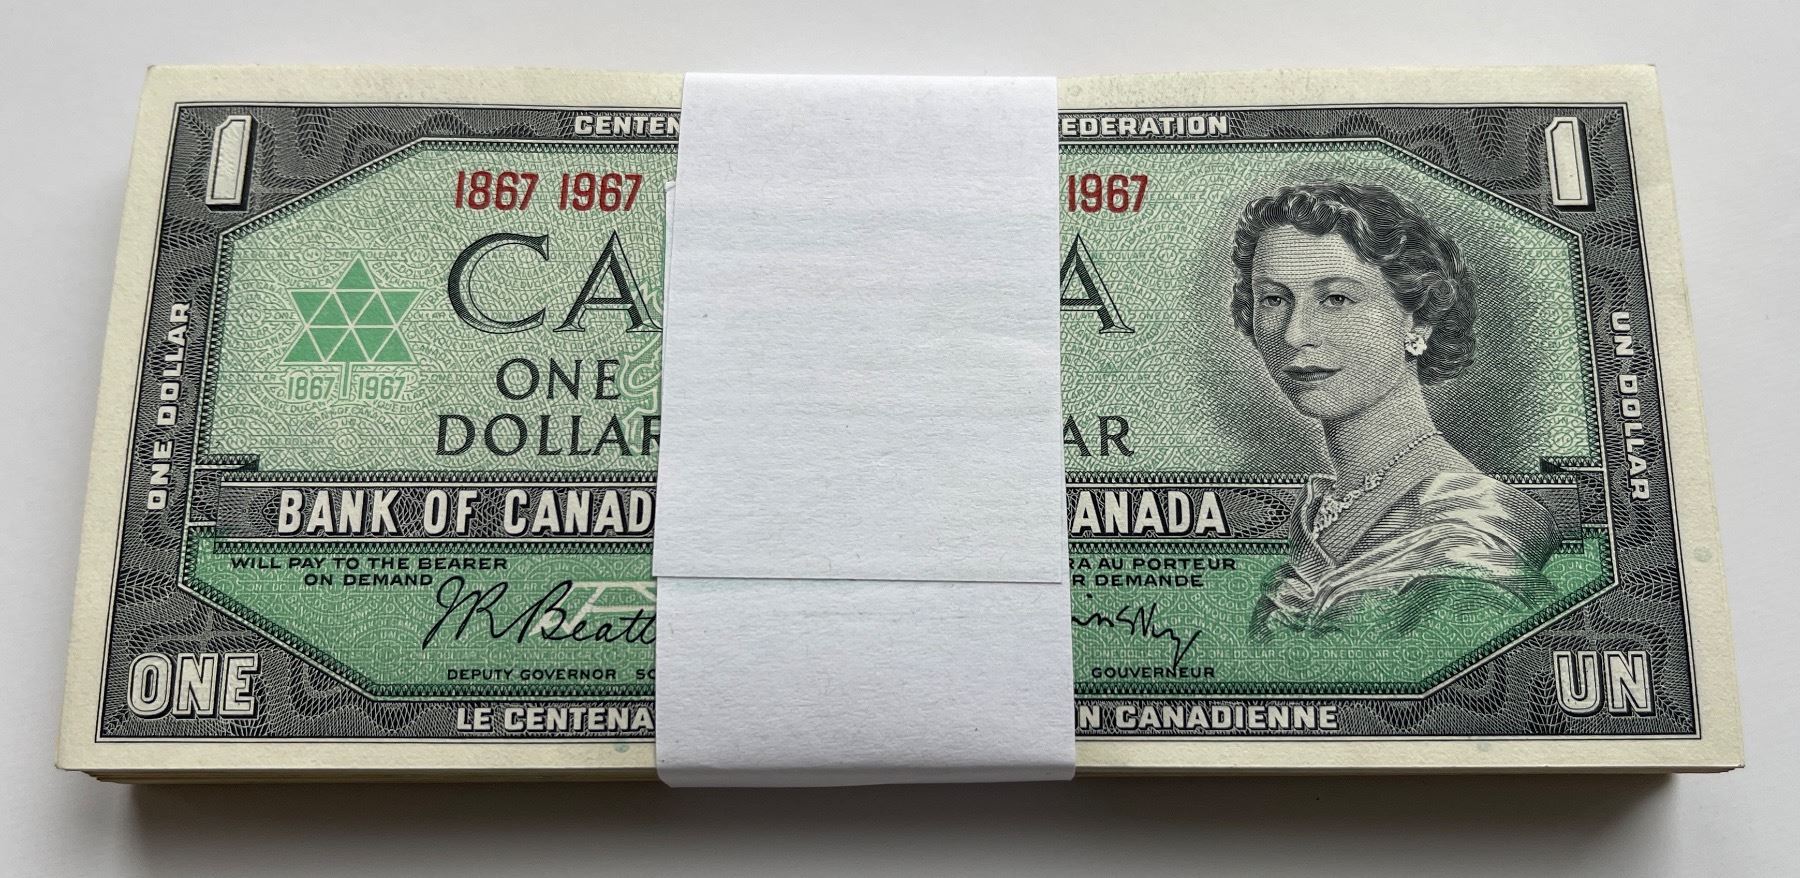 1 CENTEN EDERATION 1
1867 1967 1967
CA A
1867 1967
ONE
DOLLAR AR
ONE DOLLAR
UN DOLLAR
BANK OF CANAD ANADA
WILL PAY TO THE BEARER RA AU PORTEUR
ON DEMAND R DEMANDE
JR Beatt
DEPUTY GOVERNOR GOUVERNEUR
ONE UN
LE CENTENA N CANADIENNE